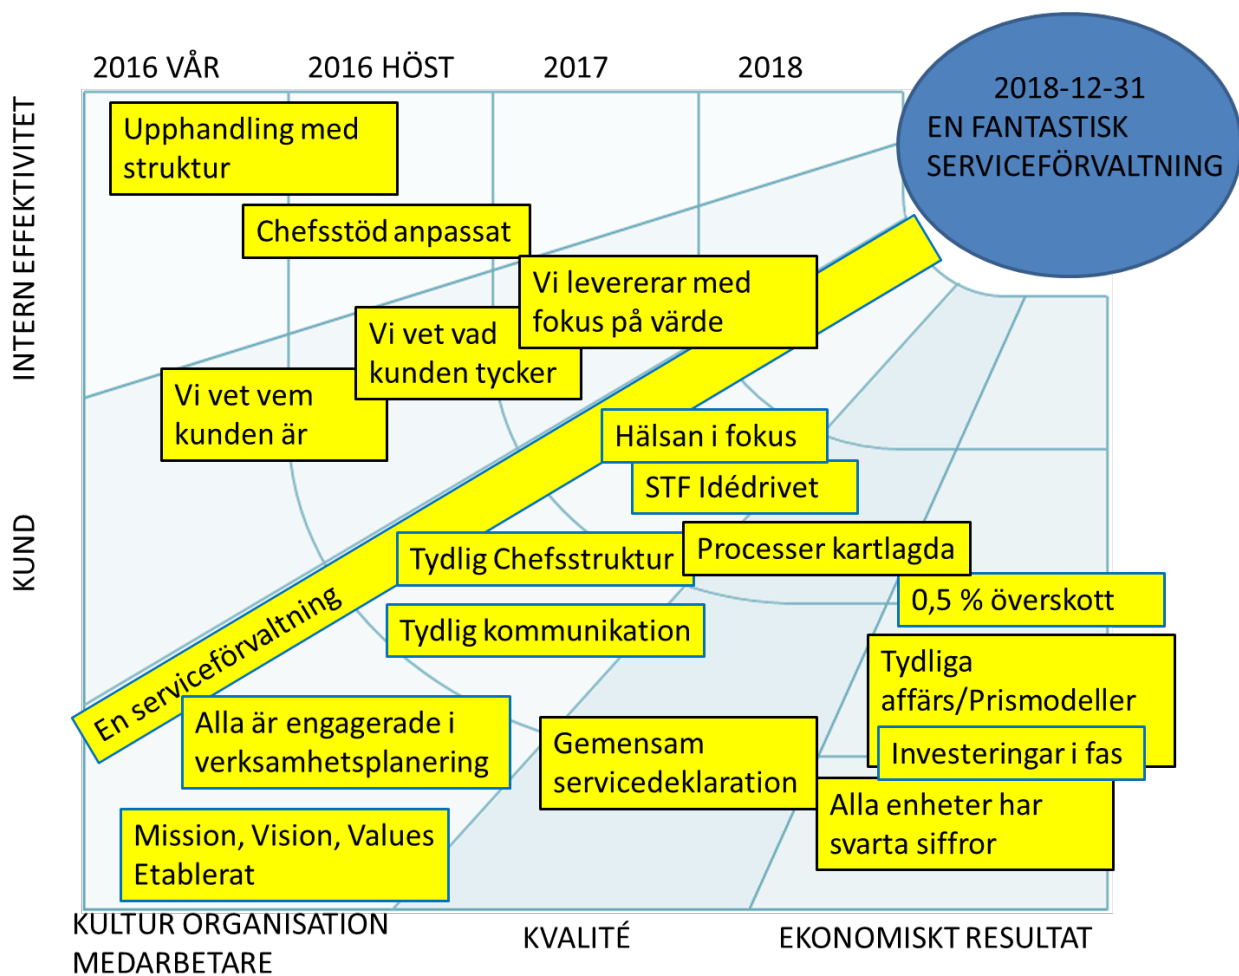 2016 VÅR
2016 HÖST
2017
2018
2018-12-31
EN FANTASTISK
SERVICEFÖRVALTNING
INTERN EFFEKTIVITET
KUND
Upphandling med
struktur
Chefsstöd anpassat
Vi levererar med
fokus på värde
Vi vet vad
kunden tycker
Vi vet vem
kunden är
En serviceförvaltning
Hälsan i fokus
STF Idédrivet
Tydlig Chefsstruktur
Processer kartlagda
0,5 % överskott
Tydlig kommunikation
Tydliga
affärs/Prismodeller
Investeringar i fas
Alla är engagerade i
verksamhetsplanering
Gemensam
servicedeklaration
Alla enheter har
svarta siffror
Mission, Vision, Values
Etablerat
KULTUR ORGANISATION
MEDARBETARE
KVALITÉ
EKONOMISKT RESULTAT